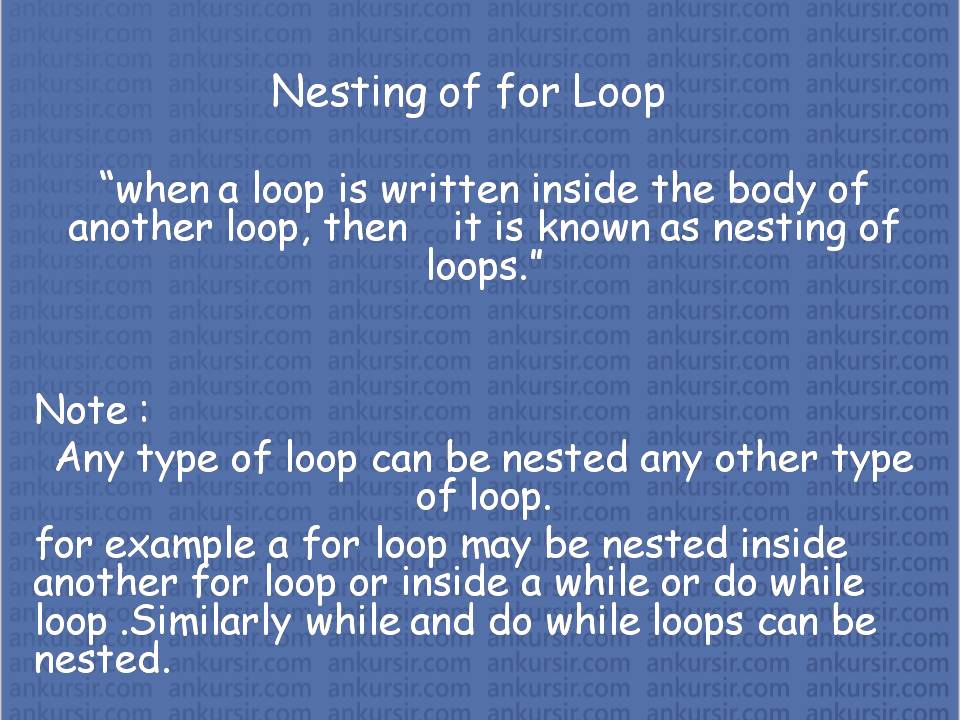 Nesting of for Loop
“when a loop is written inside the body of
another loop, then it is known as nesting of
loops.”
Note :
Any type of loop can be nested any other type
of loop.
for example a for loop may be nested inside
another for loop or inside a while or do while
loop .Similarly while and do while loops can be
nested.
ankursir.com